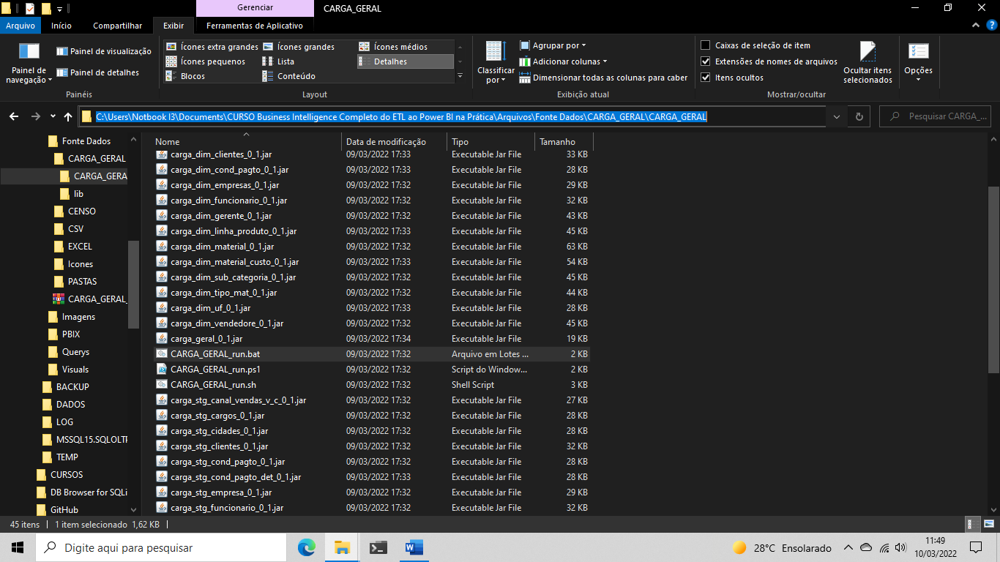 Gerenciar
CARGA_GERAL
Arquivo
Início
Compartilhar
Exibir
Ferramentas de Aplicativo
Painel de navegação
Painel de visualização
Painel de detalhes
Painéis
Ícones extra grandes
Ícones grandes
Ícones médios
Ícones pequenos
Lista
Detalhes
Blocos
Conteúdo
Layout
Classificar por
Agrupar por
Adicionar colunas
Dimensionar todas as colunas para caber
Exibição atual
Caixas de seleção de item
Extensões de nomes de arquivos
Itens ocultos
Ocultar itens selecionados
Mostrar/ocultar
Opções
C:\Users\Notbook I3\Documents\CURSO Business Intelligence Completo do ETL ao Power BI na Prática\Arquivos\Fonte Dados\CARGA_GERAL\CARGA_GERAL
Pesquisar CARGA_...
Fonte Dados
CARGA_GERAL
CARGA_GERA
lib
CENSO
CSV
EXCEL
Icones
PASTAS
CARGA_GERAL_
Imagens
PBIX
Querys
Visuals
BACKUP
DADOS
LOG
MSSQL15.SQLOLTP
TEMP
CURSOS
DB Browser for SQLi
GitHub
Nome Data de modificação Tipo Tamanho
carga_dim_clientes_0_1.jar 09/03/2022 17:33 Executable Jar File 33 KB
carga_dim_cond_pagto_0_1.jar 09/03/2022 17:33 Executable Jar File 28 KB
carga_dim_empresas_0_1.jar 09/03/2022 17:32 Executable Jar File 29 KB
carga_dim_funcionario_0_1.jar 09/03/2022 17:32 Executable Jar File 32 KB
carga_dim_gerente_0_1.jar 09/03/2022 17:32 Executable Jar File 43 KB
carga_dim_linha_produto_0_1.jar 09/03/2022 17:33 Executable Jar File 45 KB
carga_dim_material_0_1.jar 09/03/2022 17:32 Executable Jar File 63 KB
carga_dim_material_custo_0_1.jar 09/03/2022 17:33 Executable Jar File 54 KB
carga_dim_sub_categoria_0_1.jar 09/03/2022 17:32 Executable Jar File 45 KB
carga_dim_tipo_mat_0_1.jar 09/03/2022 17:32 Executable Jar File 44 KB
carga_dim_uf_0_1.jar 09/03/2022 17:33 Executable Jar File 28 KB
carga_dim_vendedore_0_1.jar 09/03/2022 17:32 Executable Jar File 45 KB
carga_geral_0_1.jar 09/03/2022 17:34 Executable Jar File 19 KB
CARGA_GERAL_run.bat 09/03/2022 17:32 Arquivo em Lotes ... 2 KB
CARGA_GERAL_run.ps1 09/03/2022 17:32 Script do Window... 2 KB
CARGA_GERAL_run.sh 09/03/2022 17:32 Shell Script 3 KB
carga_stg_canal_vendas_v_c_0_1.jar 09/03/2022 17:32 Executable Jar File 27 KB
carga_stg_cargos_0_1.jar 09/03/2022 17:32 Executable Jar File 28 KB
carga_stg_cidades_0_1.jar 09/03/2022 17:32 Executable Jar File 28 KB
carga_stg_clientes_0_1.jar 09/03/2022 17:32 Executable Jar File 32 KB
carga_stg_cond_pagto_0_1.jar 09/03/2022 17:32 Executable Jar File 28 KB
carga_stg_cond_pagto_det_0_1.jar 09/03/2022 17:33 Executable Jar File 28 KB
carga_stg_empresa_0_1.jar 09/03/2022 17:32 Executable Jar File 29 KB
carga_stg_funcionario_0_1.jar 09/03/2022 17:32 Executable Jar File 32 KB
45 itens
1 item selecionado 1,62 KB
Digite aqui para pesquisar
28°C Ensolarado
11:49
10/03/2022